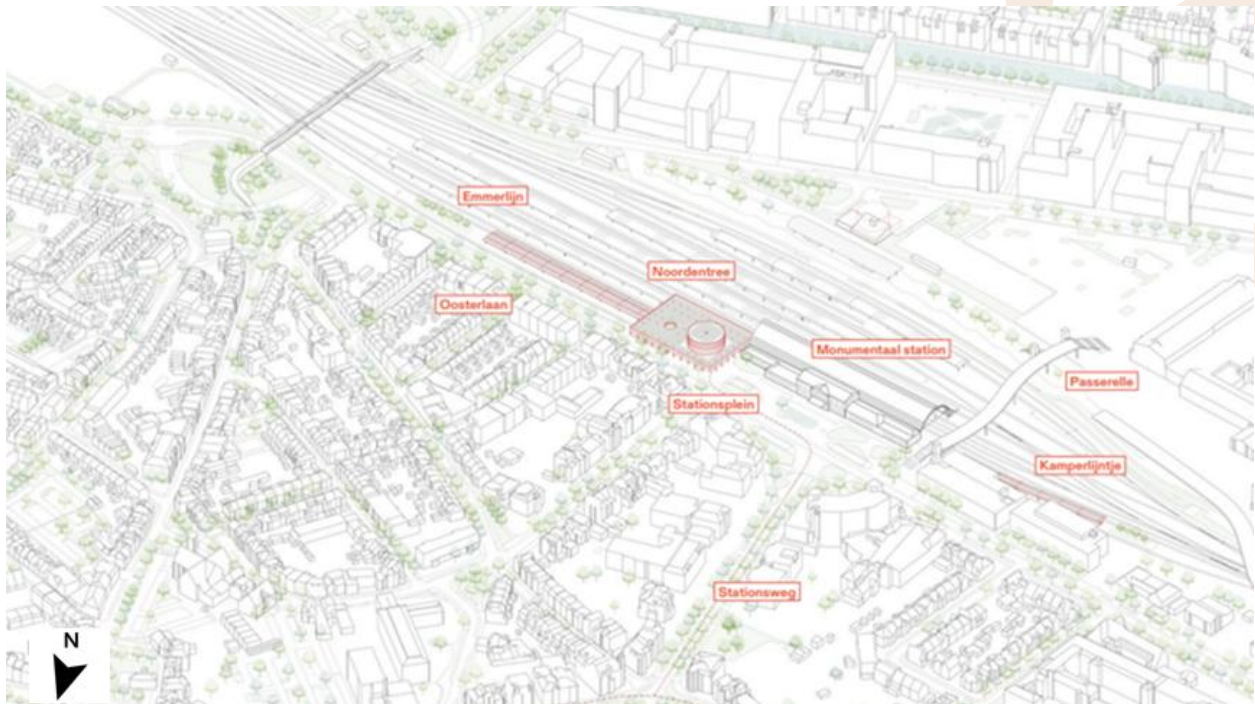 Emmerlijn
Noordentree
Oosterlaan
Monumentaal station
Passerelle
Stationsplein
Kamperlijntje
Stationsweg
N